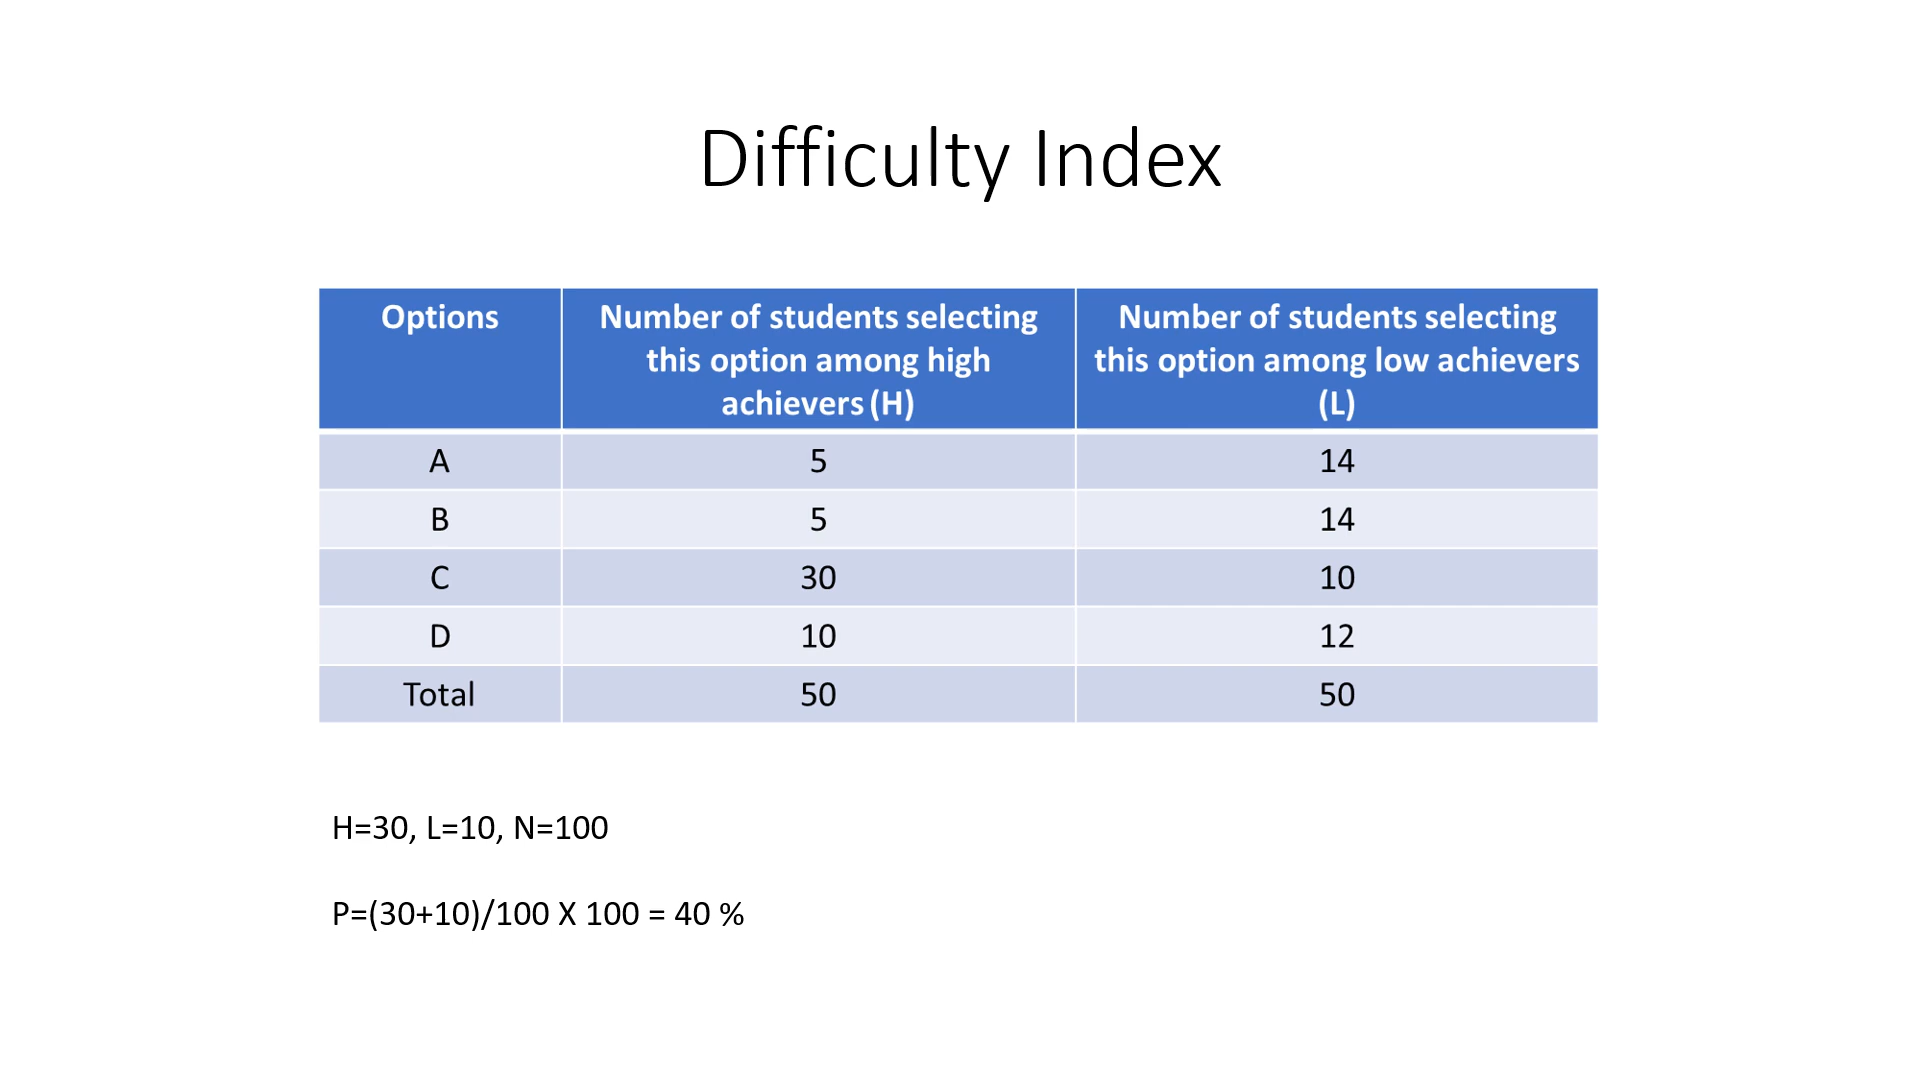 Difficulty Index
Options
Number of students selecting
this option among high
achievers (H)
Number of students selecting
this option among low achievers
(L)
A 5 14
B 5 14
C 30 10
D 10 12
Total 50 50
H=30, L=10, N=100
P=(30+10)/100 X 100 = 40 %